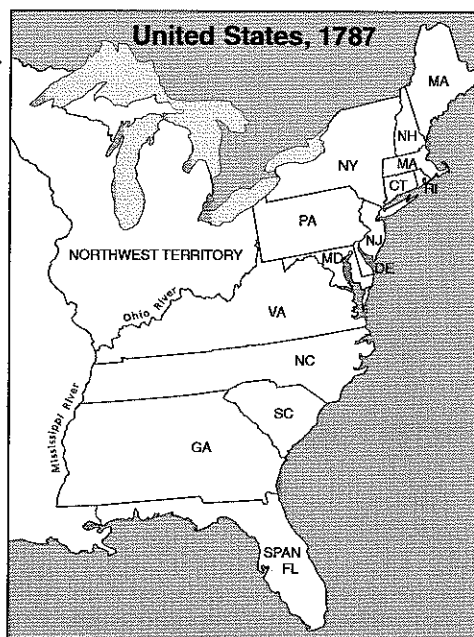 United States, 1787
MA
NH
NY
MA
CT
RI
PA
NJ
NORTHWEST TERRITORY
MD
DE
Ohio River
VA
NC
Mississippi River
SC
GA
SPAN
FL